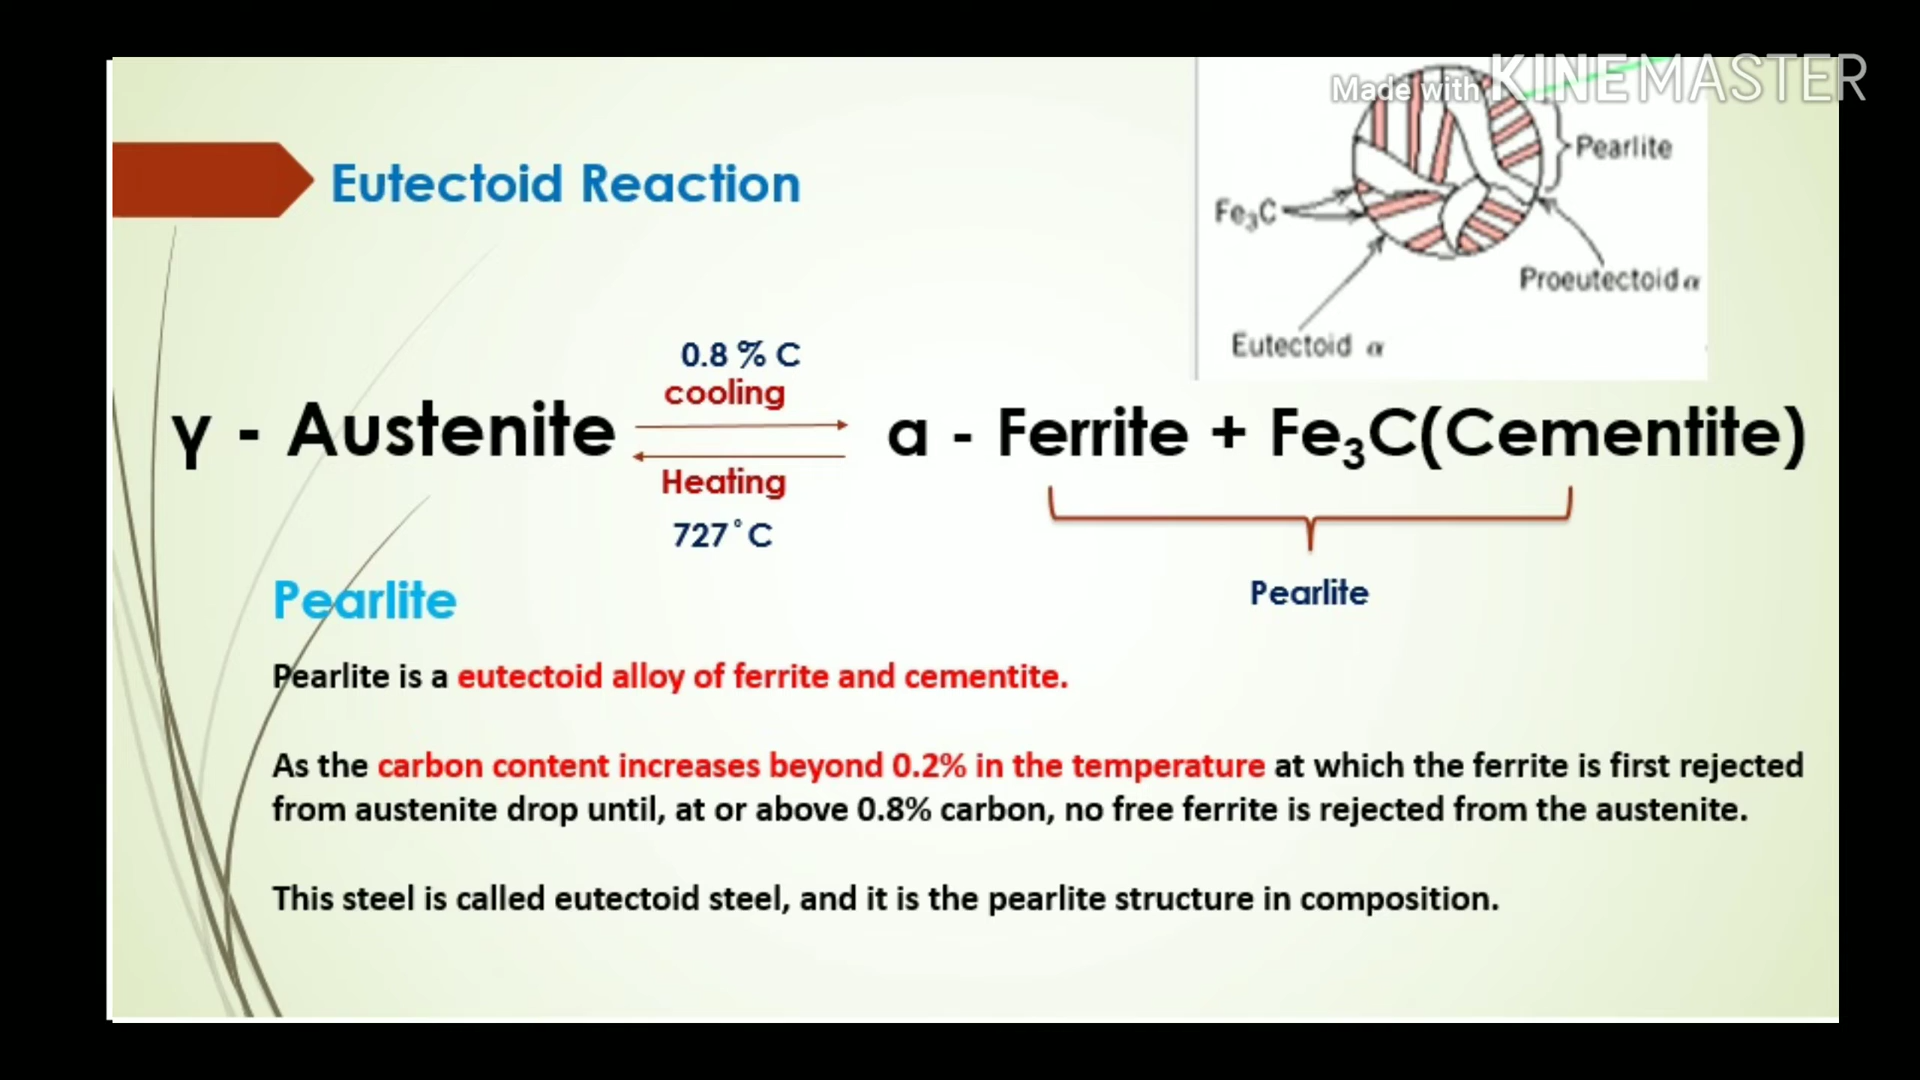 Made with KINEMASTER
Eutectoid Reaction
Pearlite
Fe₃C
Proeutectoid α
Eutectoid α
0.8 % C
cooling
γ - Austenite
α - Ferrite + Fe₃C(Cementite)
Heating
727°C
Pearlite
Pearlite
Pearlite is a eutectoid alloy of ferrite and cementite.
As the carbon content increases beyond 0.2% in the temperature at which the ferrite is first rejected
from austenite drop until, at or above 0.8% carbon, no free ferrite is rejected from the austenite.
This steel is called eutectoid steel, and it is the pearlite structure in composition.